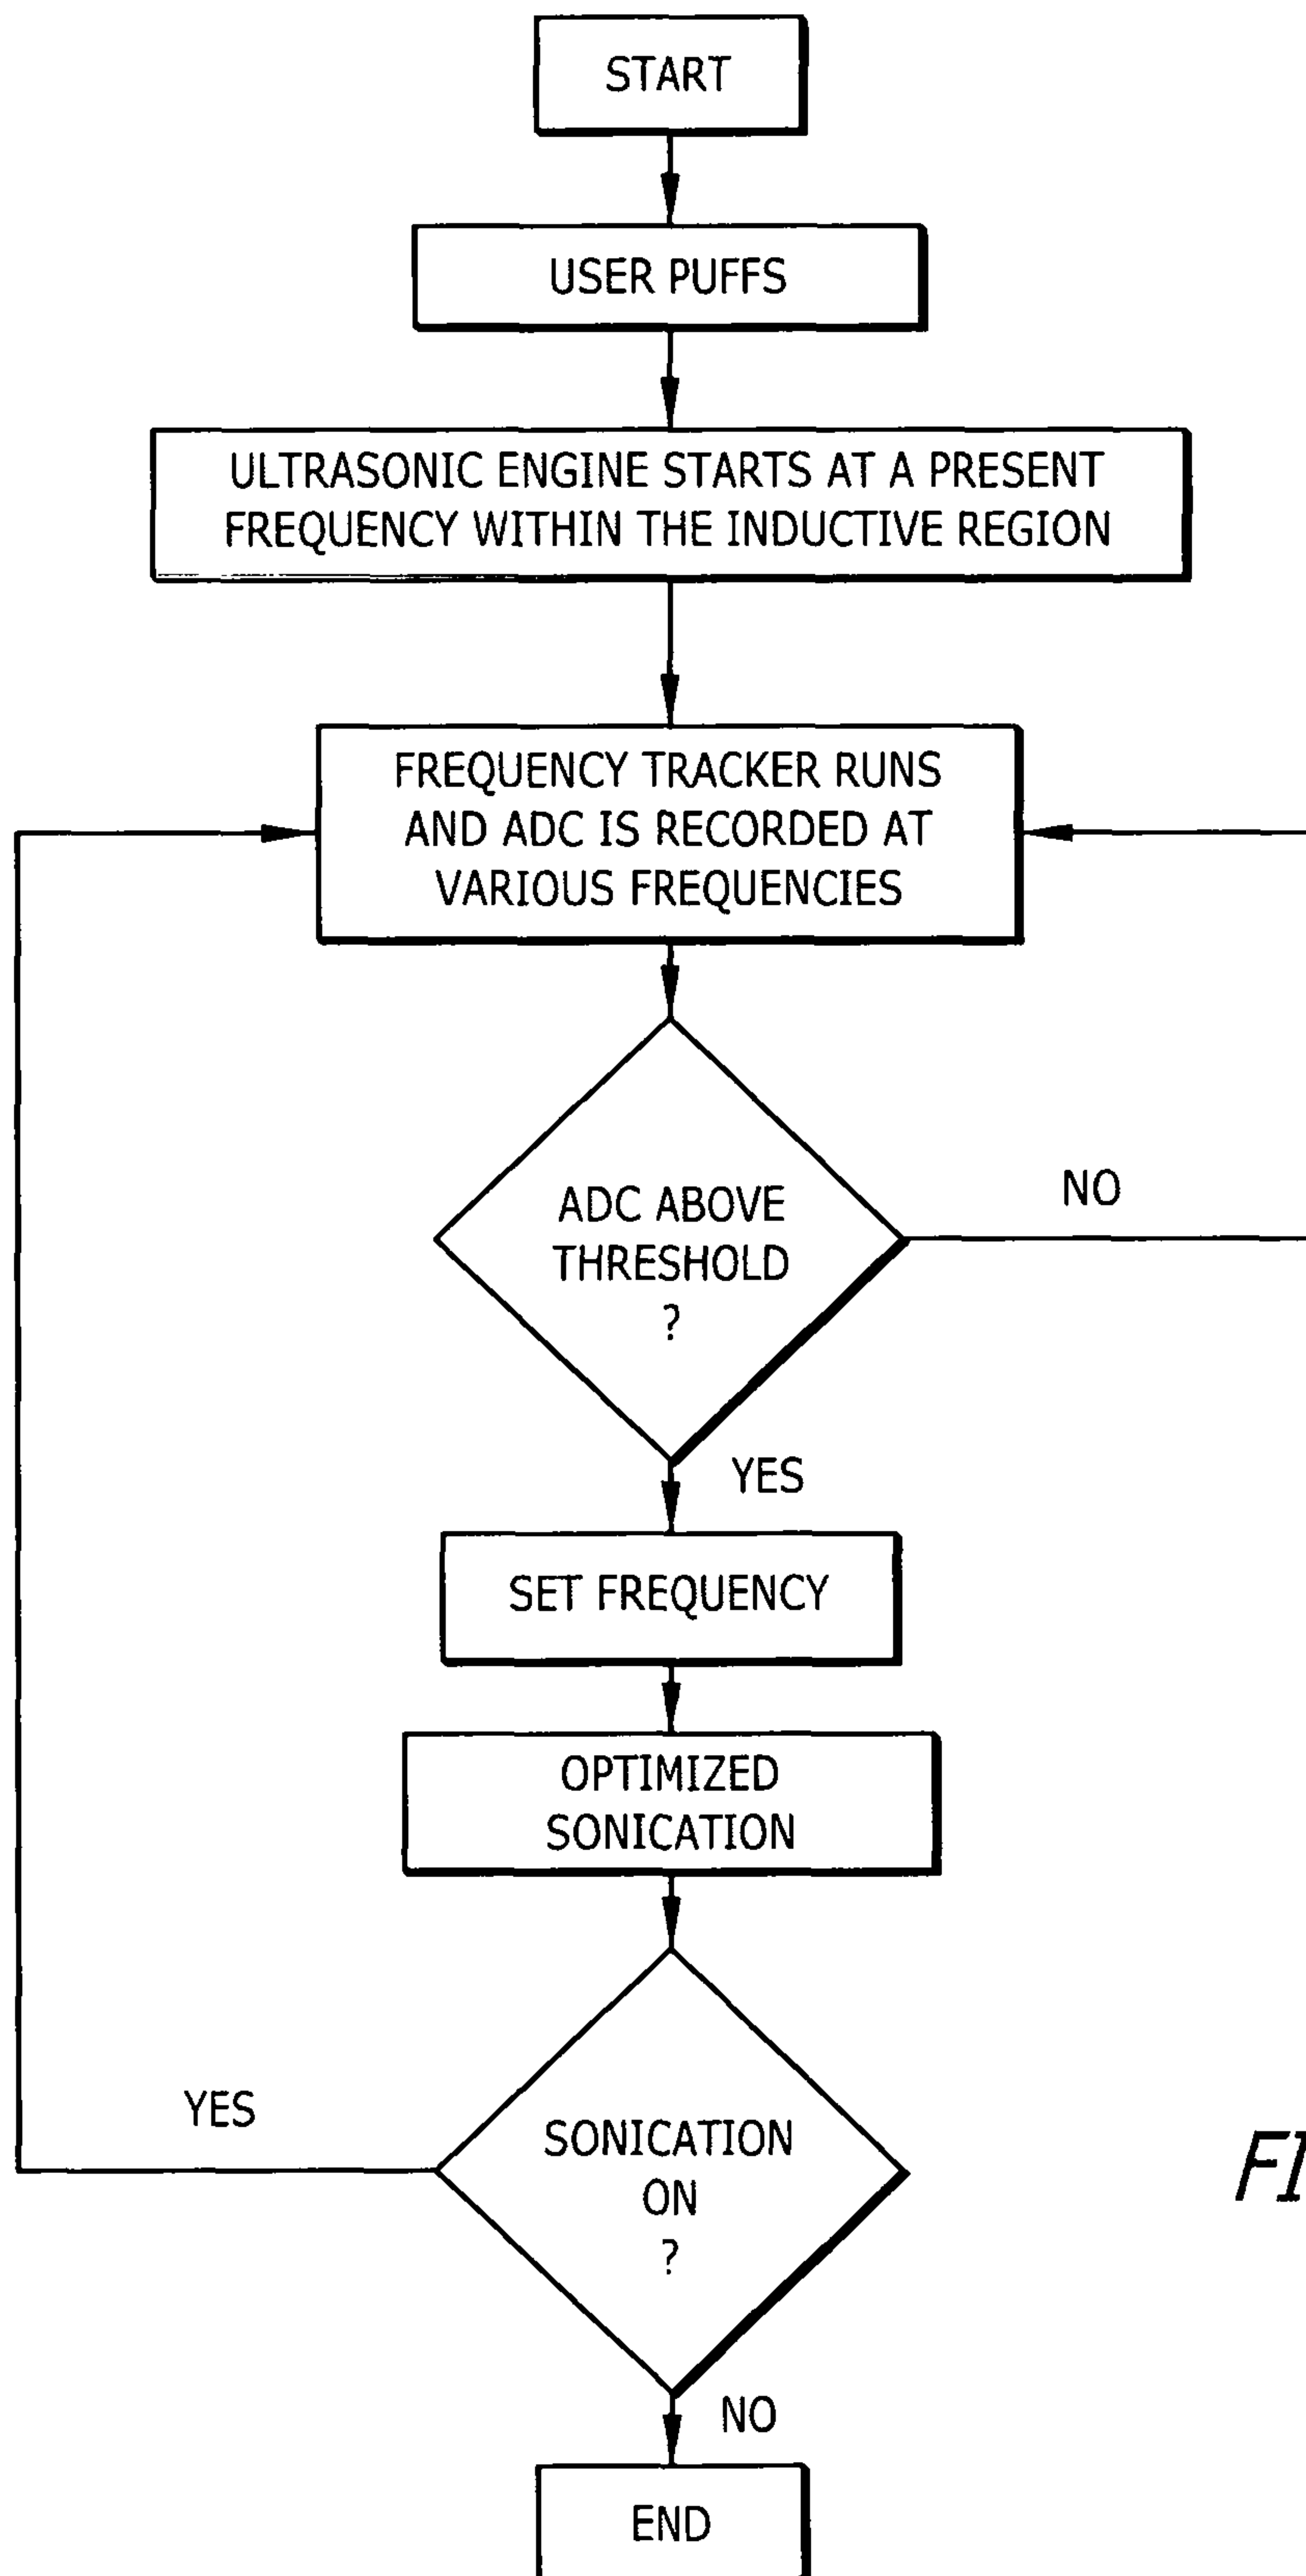 START
USER PUFFS
ULTRASONIC ENGINE STARTS AT A PRESENT
FREQUENCY WITHIN THE INDUCTIVE REGION
FREQUENCY TRACKER RUNS
AND ADC IS RECORDED AT
VARIOUS FREQUENCIES
ADC ABOVE
THRESHOLD
?
NO
YES
SET FREQUENCY
OPTIMIZED
SONICATION
YES
SONICATION
ON
?
NO
END